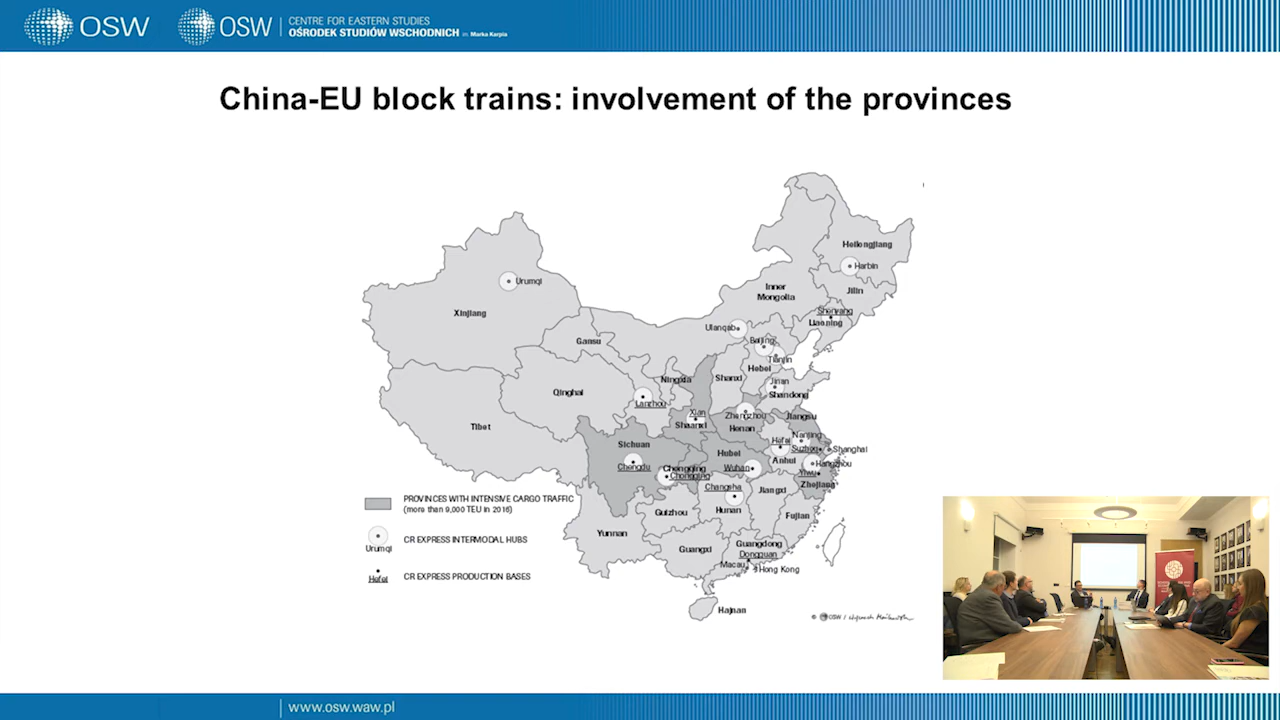 OSW
OSW
CENTRE FOR EASTERN STUDIES
OŚRODEK STUDIÓW WSCHODNICH im. Marka Karpia
China-EU block trains: involvement of the provinces
Heilongjiang
Harbin
Urumqi
Jilin
Inner
Mongolia
Shenyang
Liaoning
Xinjiang
Ulanqab
Gansu
Beijing
Tianjin
Hebei
Ningxia
Shanxi
Jinan
Shandong
Qinghai
Lanzhou
Xian
Zhengzhou
Jiangsu
Shaanxi
Henan
Tibet
Nanjing
Hefei
Sichuan
Suzhou
Shanghai
Hubei
Anhui
Hangzhou
Chengdu
Chongqing
Wuhan
Yiwu
Chongqing
Zhejiang
Changsha
Jiangxi
PROVINCES WITH INTENSIVE CARGO TRAFFIC
(more than 9,000 TEU in 2016)
Guizhou
Hunan
Fujian
Yunnan
Urumqi
CR EXPRESS INTERMODAL HUBS
Guangxi
Guangdong
Dongguan
Macau
Hong Kong
Hefei
CR EXPRESS PRODUCTION BASES
Hajnan
© OSW /
www.osw.waw.pl